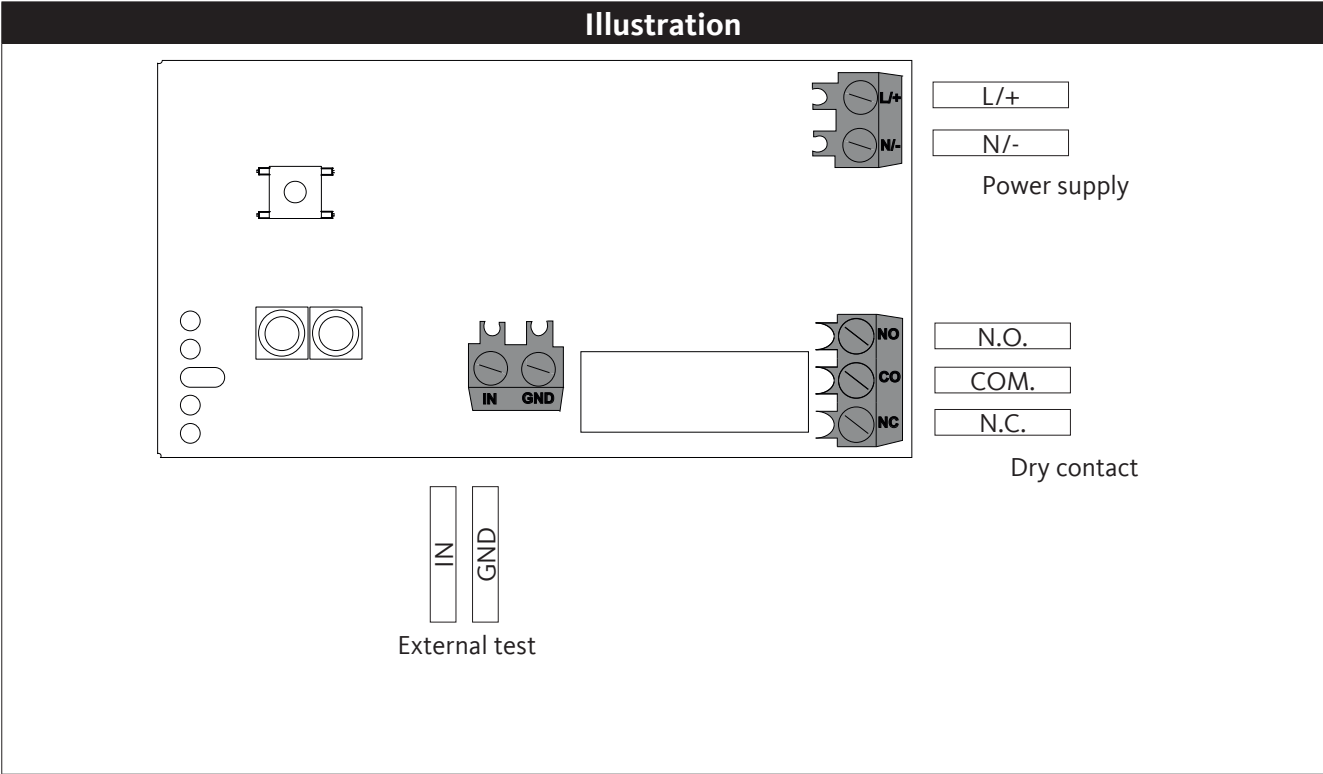 Illustration
L/+
L/+
N/-
N/-
Power supply
NO
N.O.
CO
COM.
NC
N.C.
Dry contact
IN
GND
IN
GND
External test